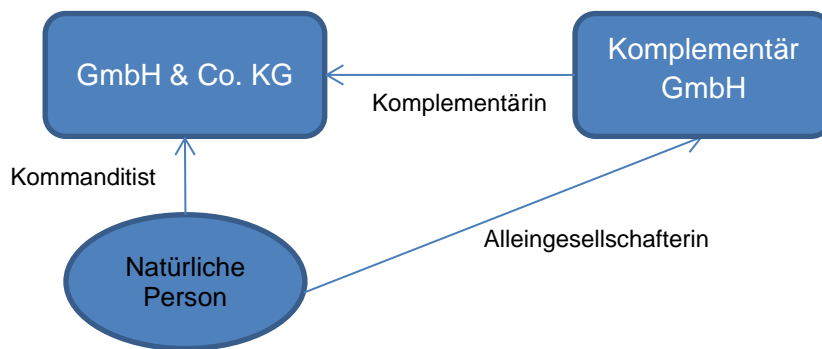 GmbH & Co. KG
Komplementär
GmbH
Komplementärin
Kommanditist
Alleingesellschafterin
Natürliche
Person